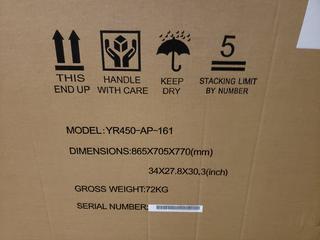 THIS
END UP
HANDLE
WITH CARE
KEEP
DRY
5
STACKING LIMIT
BY NUMBER
MODEL:YR450-AP-161
DIMENSIONS:865X705X770(mm)
34X27.8X30.3(inch)
GROSS WEIGHT:72KG
SERIAL NUMBER: